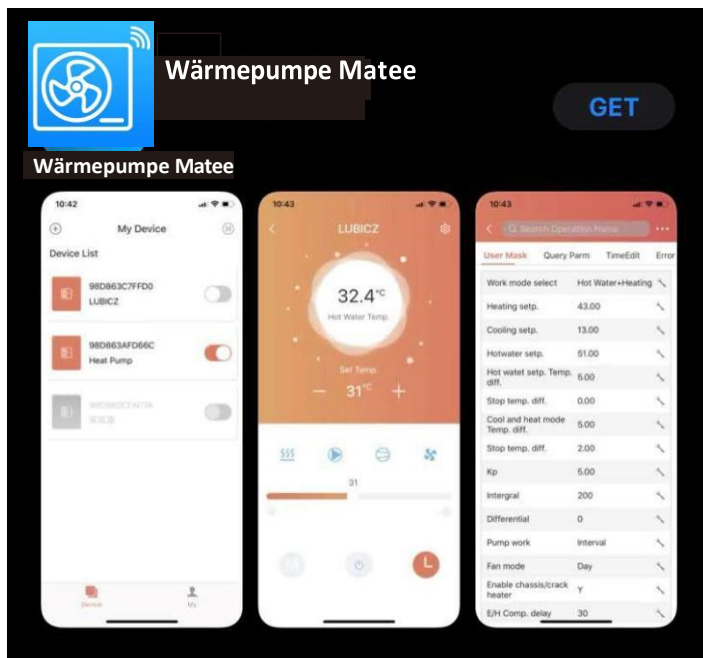 Wärmepumpe Matee
GET
Wärmepumpe Matee
10:42
My Device
Device List
98D863C7FFD0
LUBICZ
98D863AFD66C
Heat Pump
Device
My
10:43
LUBICZ
32.4°C
Hot Water Temp.
Set Temp.
− 31°C +
31
10:43
Search Operation Name
User Mask Query Parm TimeEdit Error
Work mode select Hot Water+Heating
Heating setp. 43.00
Cooling setp. 13.00
Hotwater setp. 51.00
Hot watet setp. Temp.
diff. 6.00
Stop temp. diff. 0.00
Cool and heat mode
Temp. diff. 5.00
Stop temp. diff. 2.00
Kp 5.00
Intergral 200
Differential 0
Pump work Interval
Fan mode Day
Enable chassis/crack
heater Y
E/H Comp. delay 30